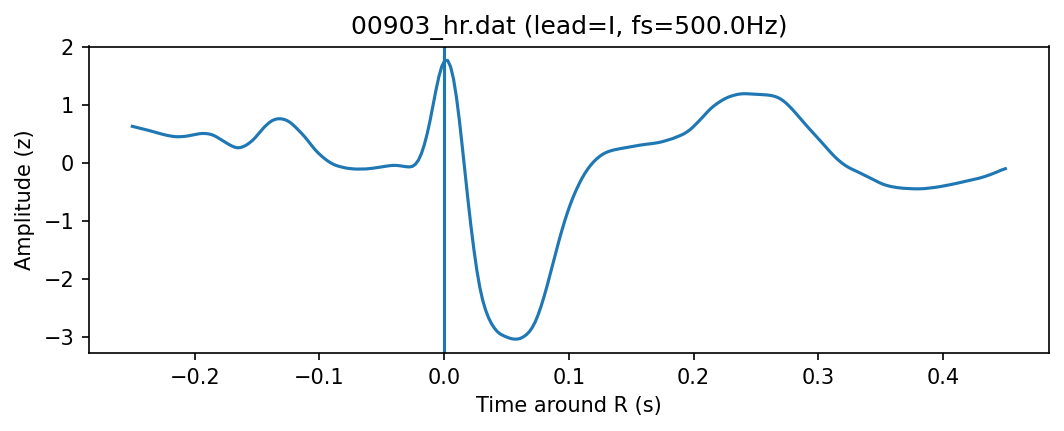 00903_hr.dat (lead=I, fs=500.0Hz)
Amplitude (z)
2
1
0
−1
−2
−3
−0.2 −0.1 0.0 0.1 0.2 0.3 0.4
Time around R (s)